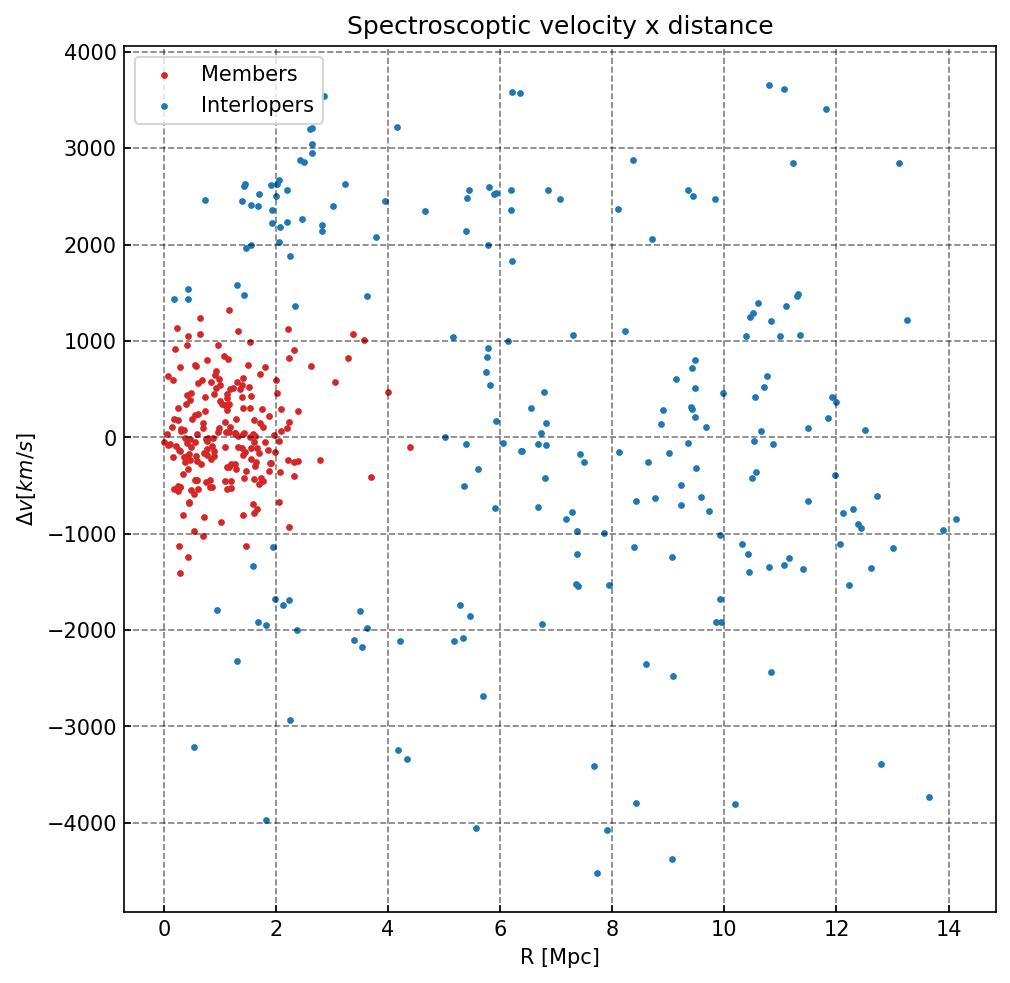 Spectroscoptic velocity x distance
Members
Interlopers
4000
3000
2000
1000
0
−1000
−2000
−3000
−4000
Δv[km/s]
0 2 4 6 8 10 12 14
R [Mpc]